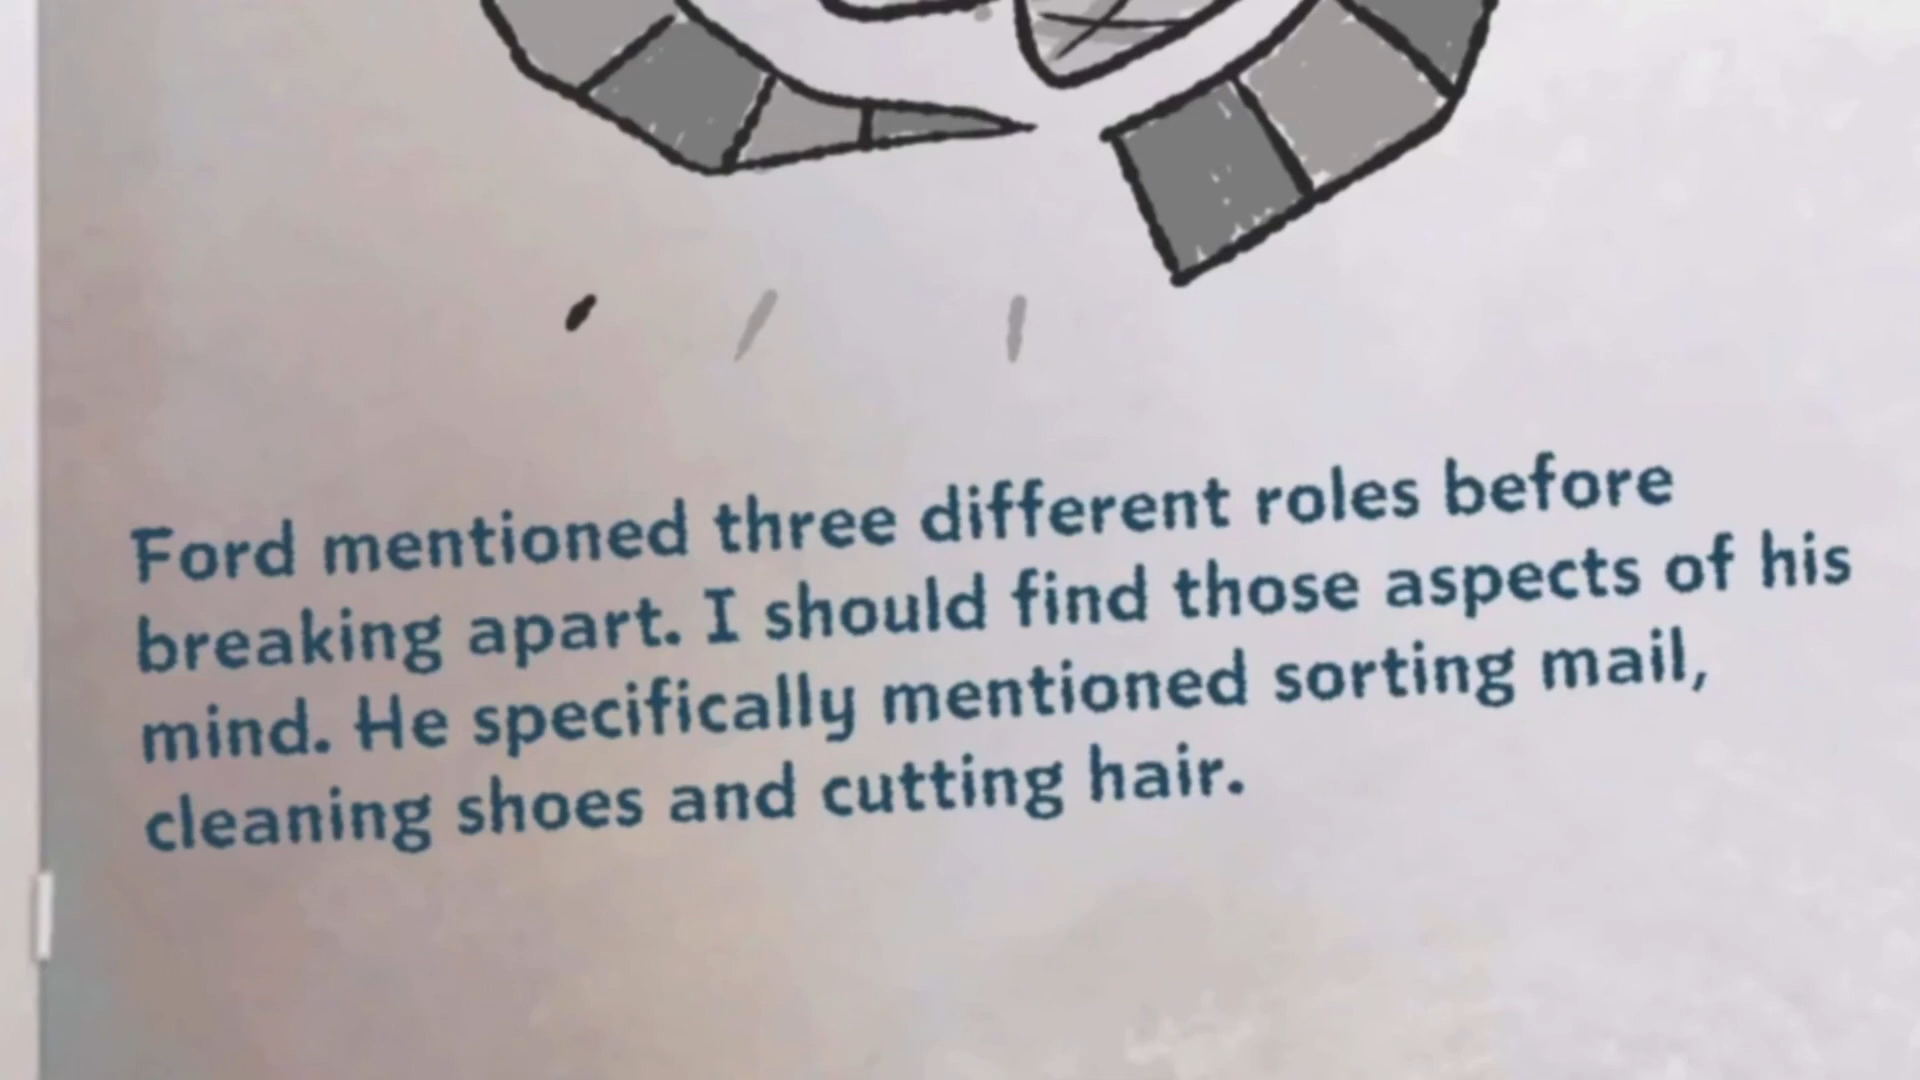 Ford mentioned three different roles before
breaking apart. I should find those aspects of his
mind. He specifically mentioned sorting mail,
cleaning shoes and cutting hair.